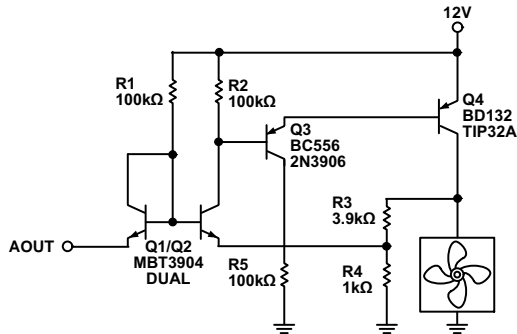 12V
R1
100kΩ
R2
100kΩ
Q4
BD132
TIP32A
Q3
BC556
2N3906
R3
3.9kΩ
AOUT
Q1/Q2
MBT3904
DUAL
R5
100kΩ
R4
1kΩ